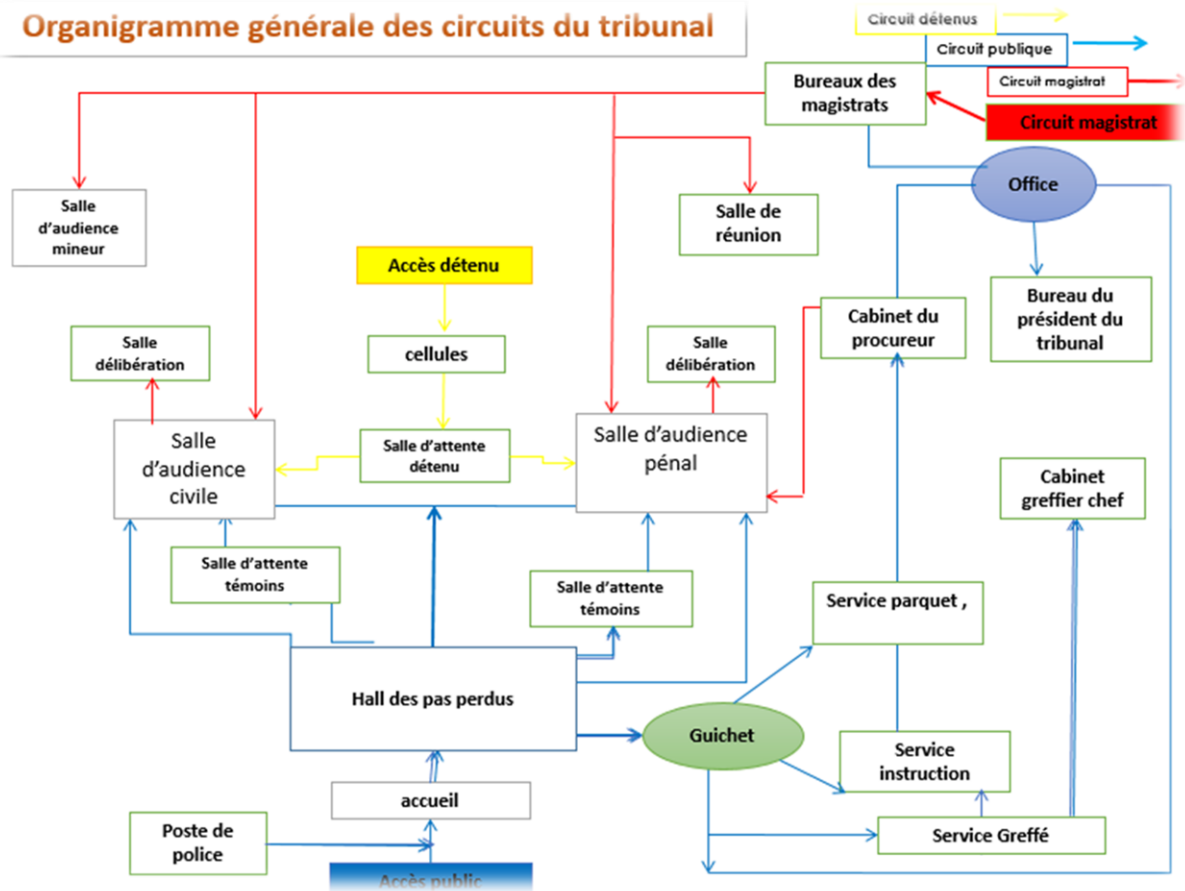 Organigramme générale des circuits du tribunal
Circuit détenus
Circuit publique
Circuit magistrat
Circuit magistrat
Bureaux des
magistrats
Office
Salle
d’audience
mineur
Salle de
réunion
Accès détenu
Bureau du
président du
tribunal
Cabinet du
procureur
Salle
délibération
cellules
Salle
délibération
Salle
d’audience
civile
Salle d’attente
détenu
Salle d’audience
pénal
Cabinet
greffier chef
Salle d’attente
témoins
Salle d’attente
témoins
Service parquet ,
Hall des pas perdus
Guichet
Service
instruction
accueil
Poste de
police
Service Greffé
Accès public